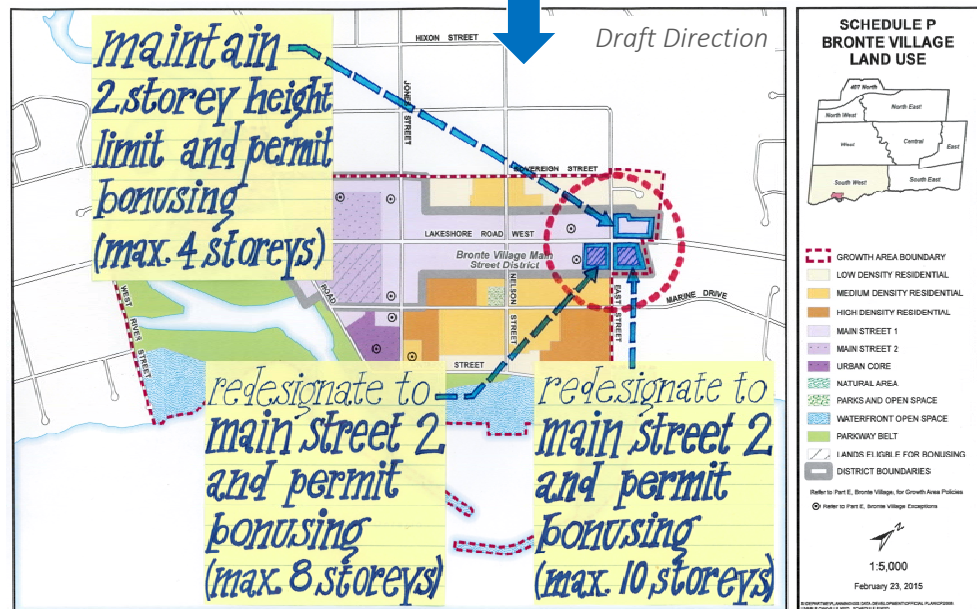 Draft Direction
maintain
2 storey height
limit and permit
bonusing
(max. 4 storeys)
HIXON STREET
JONES STREET
SOVEREIGN STREET
LAKESHORE ROAD WEST
Bronte Village Main
Street District
NELSON
STREET
EAST STREET
MARINE DRIVE
WEST RIVER STREET
ROAD
STREET
redesignate to
main street 2
and permit
bonusing
(max. 8 storeys)
redesignate to
main street 2
and permit
bonusing
(max. 10 storeys)
SCHEDULE P
BRONTE VILLAGE
LAND USE
407 North
North West
North East
West
Central
East
South West
South East
GROWTH AREA BOUNDARY
LOW DENSITY RESIDENTIAL
MEDIUM DENSITY RESIDENTIAL
HIGH DENSITY RESIDENTIAL
MAIN STREET 1
MAIN STREET 2
URBAN CORE
NATURAL AREA
PARKS AND OPEN SPACE
WATERFRONT OPEN SPACE
PARKWAY BELT
LANDS ELIGIBLE FOR BONUSING
DISTRICT BOUNDARIES
Refer to Part E, Bronte Village, for Growth Area Policies
Refer to Part E, Bronte Village Exceptions
1:5,000
February 23, 2015